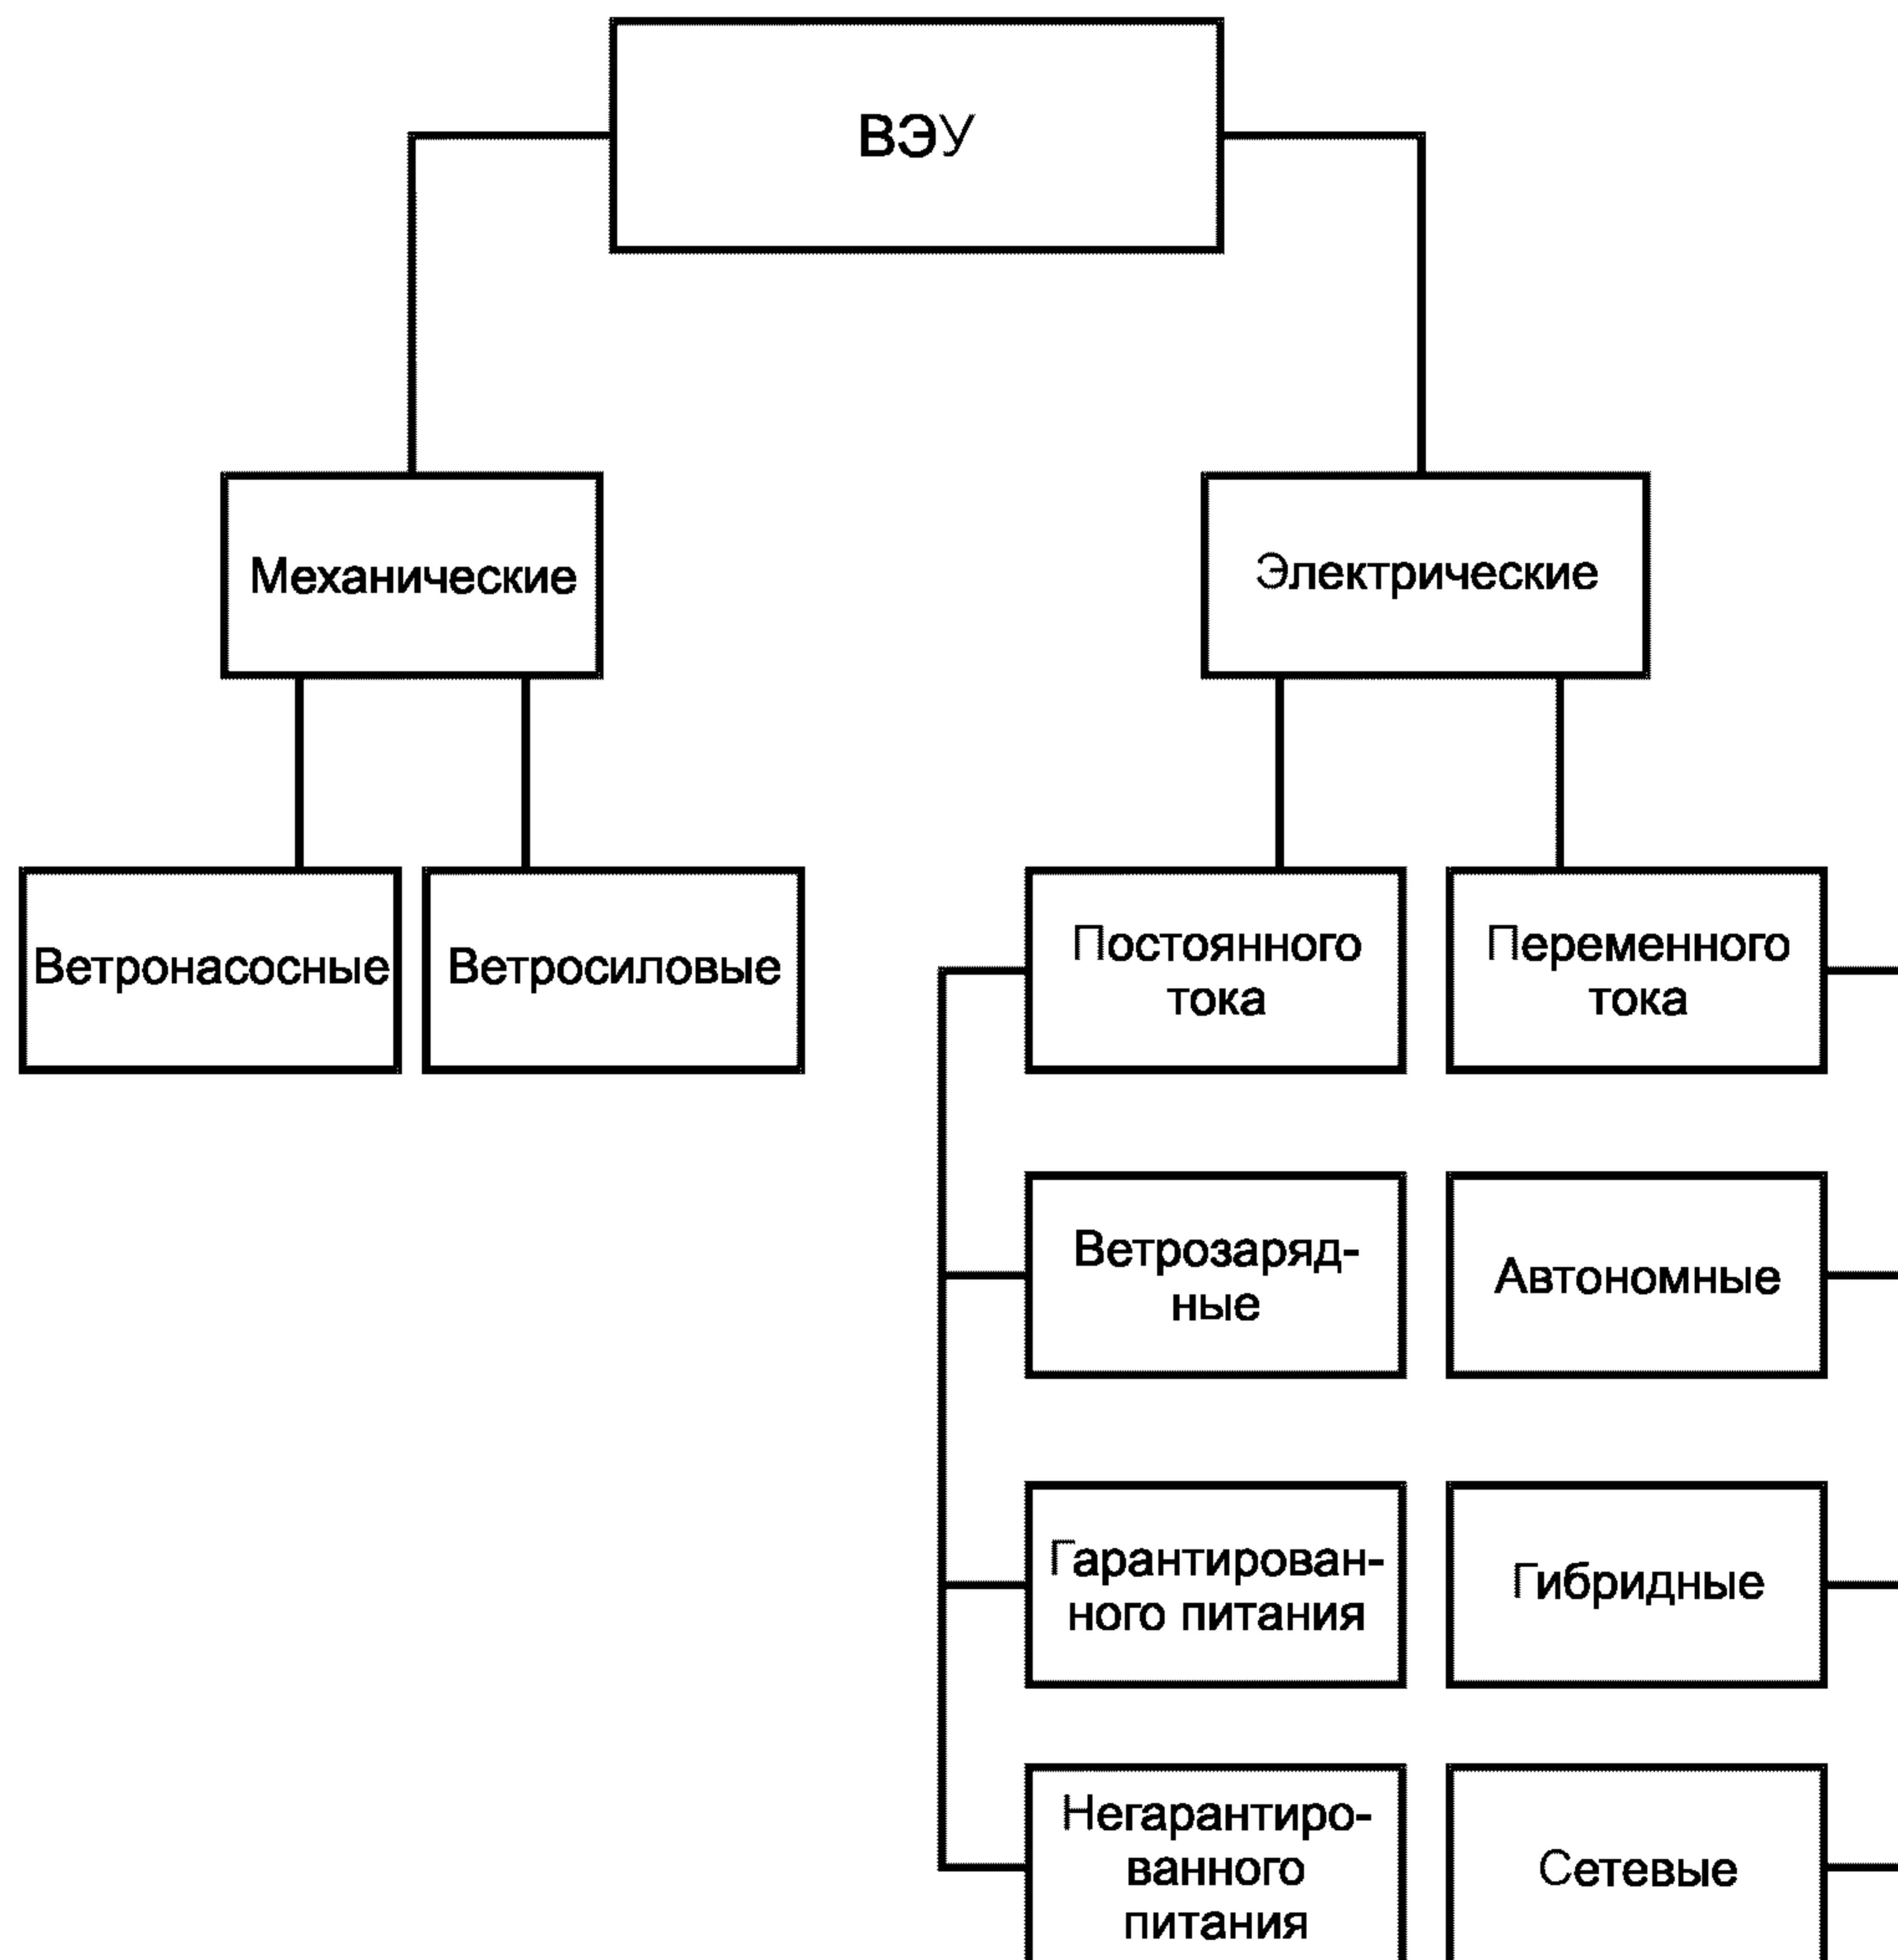 ВЭУ
Механические
Электрические
Ветронасосные
Ветросиловые
Постоянного
тока
Переменного
тока
Ветрозаряд-
ные
Автономные
Гарантирован-
ного питания
Гибридные
Негарантиро-
ванного
питания
Сетевые